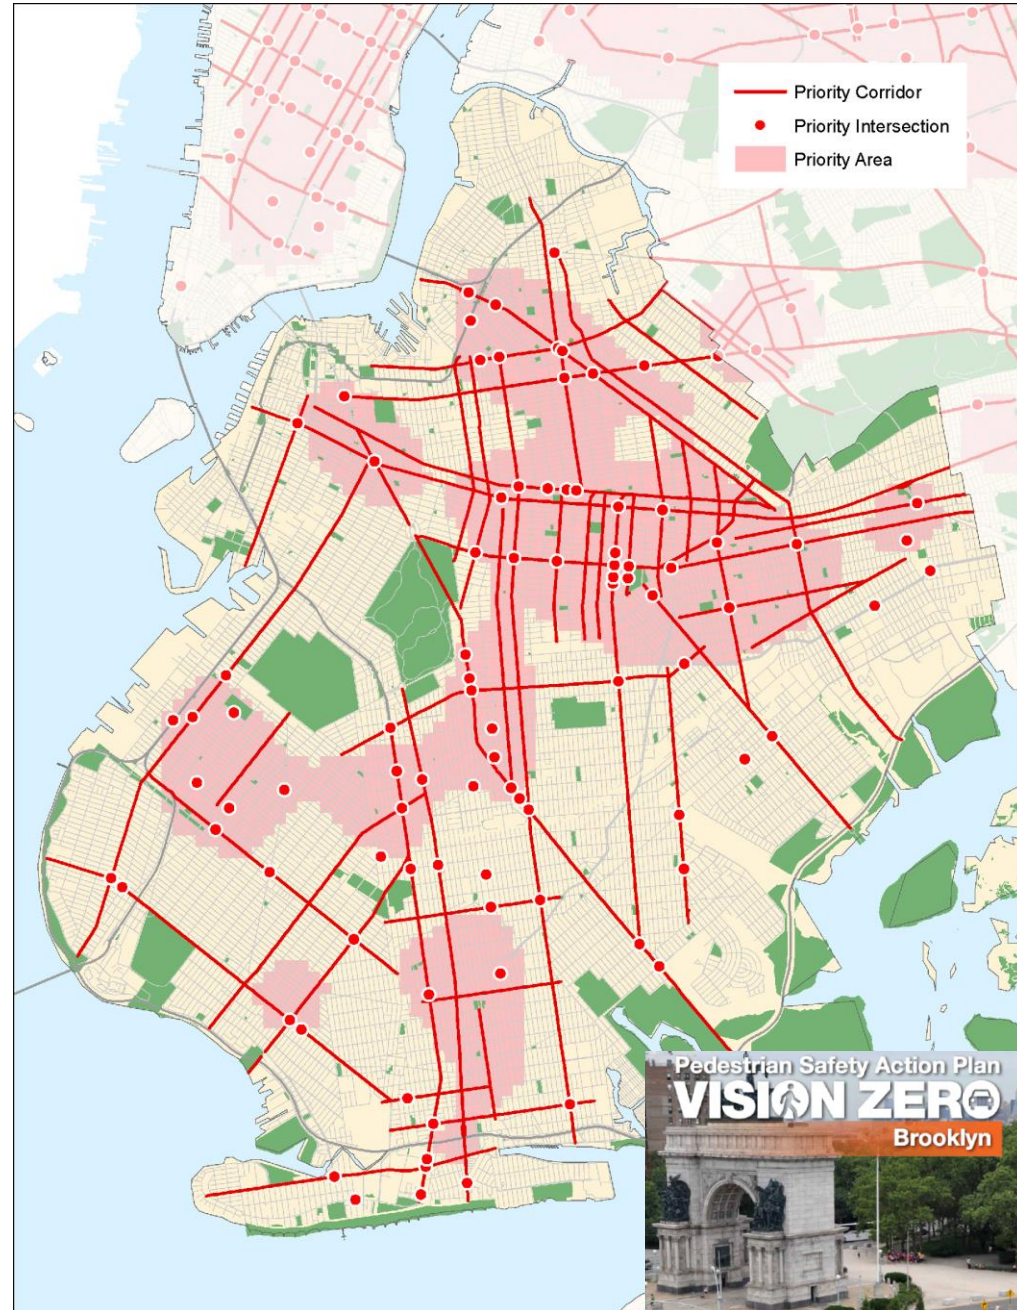 Priority Corridor
Priority Intersection
Priority Area
Pedestrian Safety Action Plan
VISION ZERO
Brooklyn